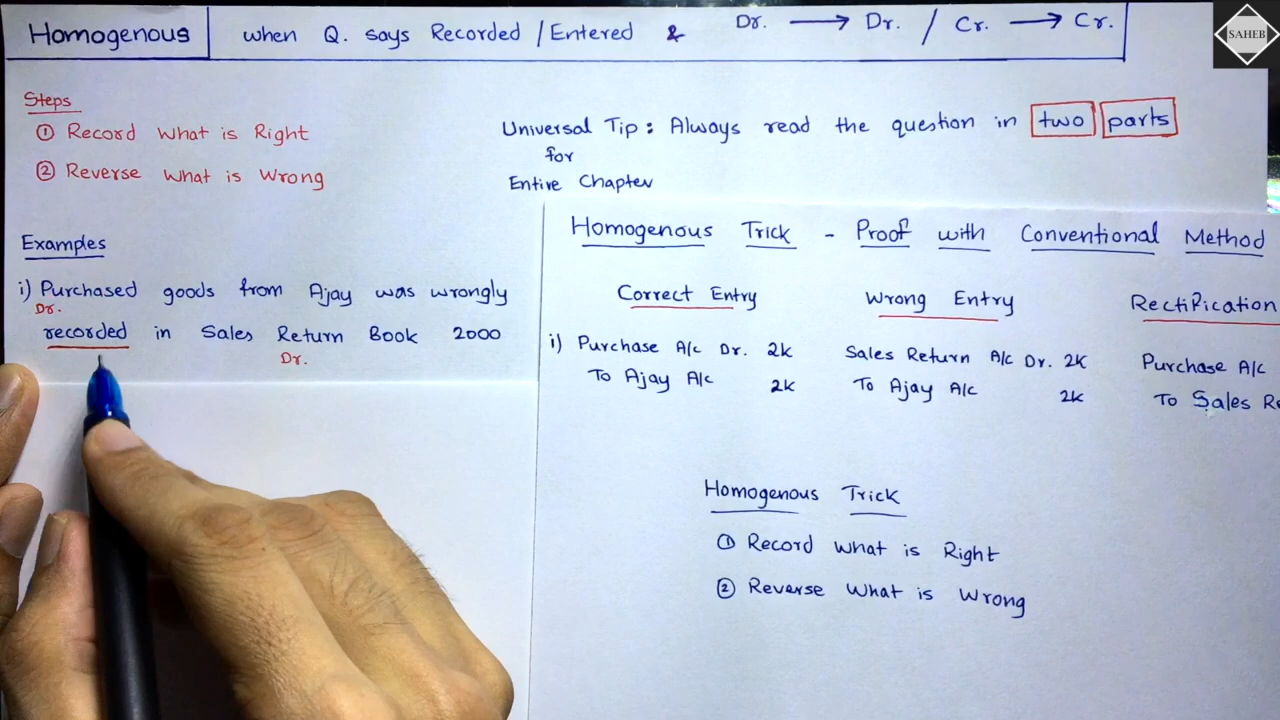 Homogenous when Q. says Recorded / Entered & Dr. → Dr. / Cr. → Cr.
SAHEB
Steps
① Record what is Right
② Reverse what is wrong
Universal Tip : Always read the question in two parts
for
Entire Chapter
Examples
i) Purchased goods from Ajay was wrongly
Dr.
recorded in Sales Return Book 2000
Dr.
Homogenous Trick - Proof with Conventional Method
Correct Entry Wrong Entry Rectification
i) Purchase A/c Dr. 2K Sales Return A/c Dr. 2K Purchase A/c
To Ajay A/c 2K To Ajay A/c 2K To Sales Re
Homogenous Trick
① Record what is Right
② Reverse what is wrong